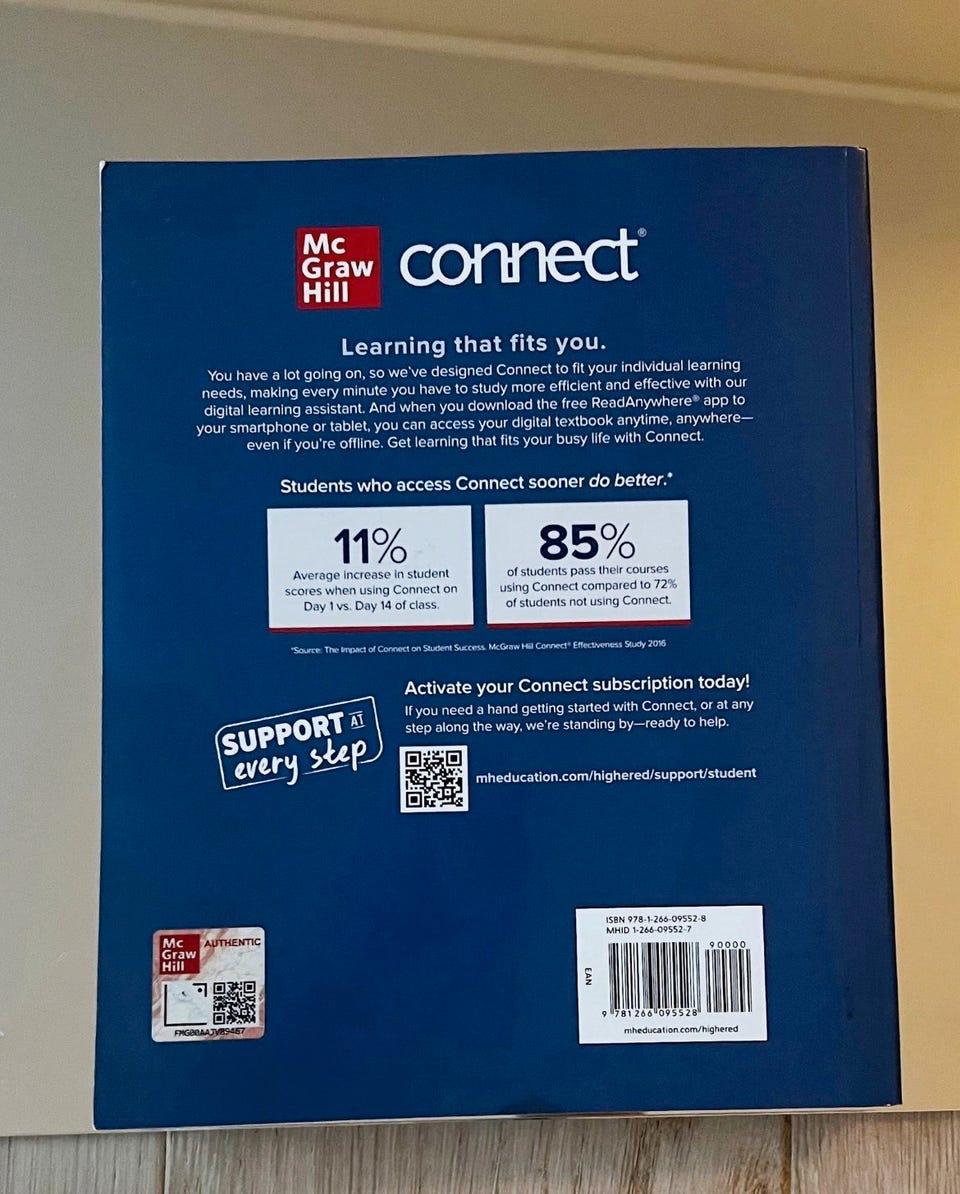 Mc
Graw
Hill
connect®
Learning that fits you.
You have a lot going on, so we've designed Connect to fit your individual learning
needs, making every minute you have to study more efficient and effective with our
digital learning assistant. And when you download the free ReadAnywhere® app to
your smartphone or tablet, you can access your digital textbook anytime, anywhere—
even if you're offline. Get learning that fits your busy life with Connect.
Students who access Connect sooner do better.*
11%
Average increase in student
scores when using Connect on
Day 1 vs. Day 14 of class.
85%
of students pass their courses
using Connect compared to 72%
of students not using Connect.
*Source: The Impact of Connect on Student Success. McGraw Hill Connect® Effectiveness Study 2016
Activate your Connect subscription today!
If you need a hand getting started with Connect, or at any
step along the way, we're standing by—ready to help.
SUPPORT AT
every step
mheducation.com/highered/support/student
Mc
Graw
Hill
AUTHENTIC
ISBN 978-1-266-09552-8
MHID 1-266-09552-7
90000
EAN
9 781266 095528
mheducation.com/highered